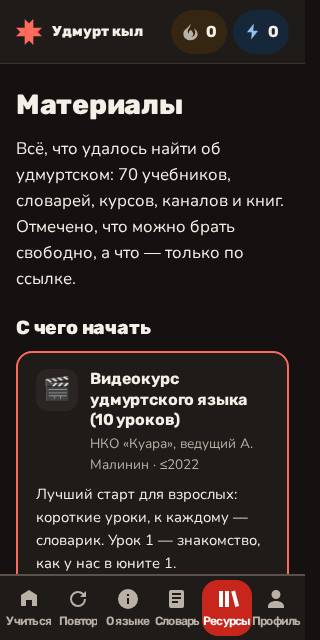 Удмурт кыл
0
0
Материалы
Всё, что удалось найти об
удмуртском: 70 учебников,
словарей, курсов, каналов и книг.
Отмечено, что можно брать
свободно, а что — только по
ссылке.
С чего начать
Видеокурс
удмуртского языка
(10 уроков)
НКО «Куара», ведущий А.
Малинин · ≤2022
Лучший старт для взрослых:
короткие уроки, к каждому —
словарик. Урок 1 — знакомство,
как у нас в юните 1.
Учиться
Повтор
О языке
Словарь
Ресурсы
Профиль